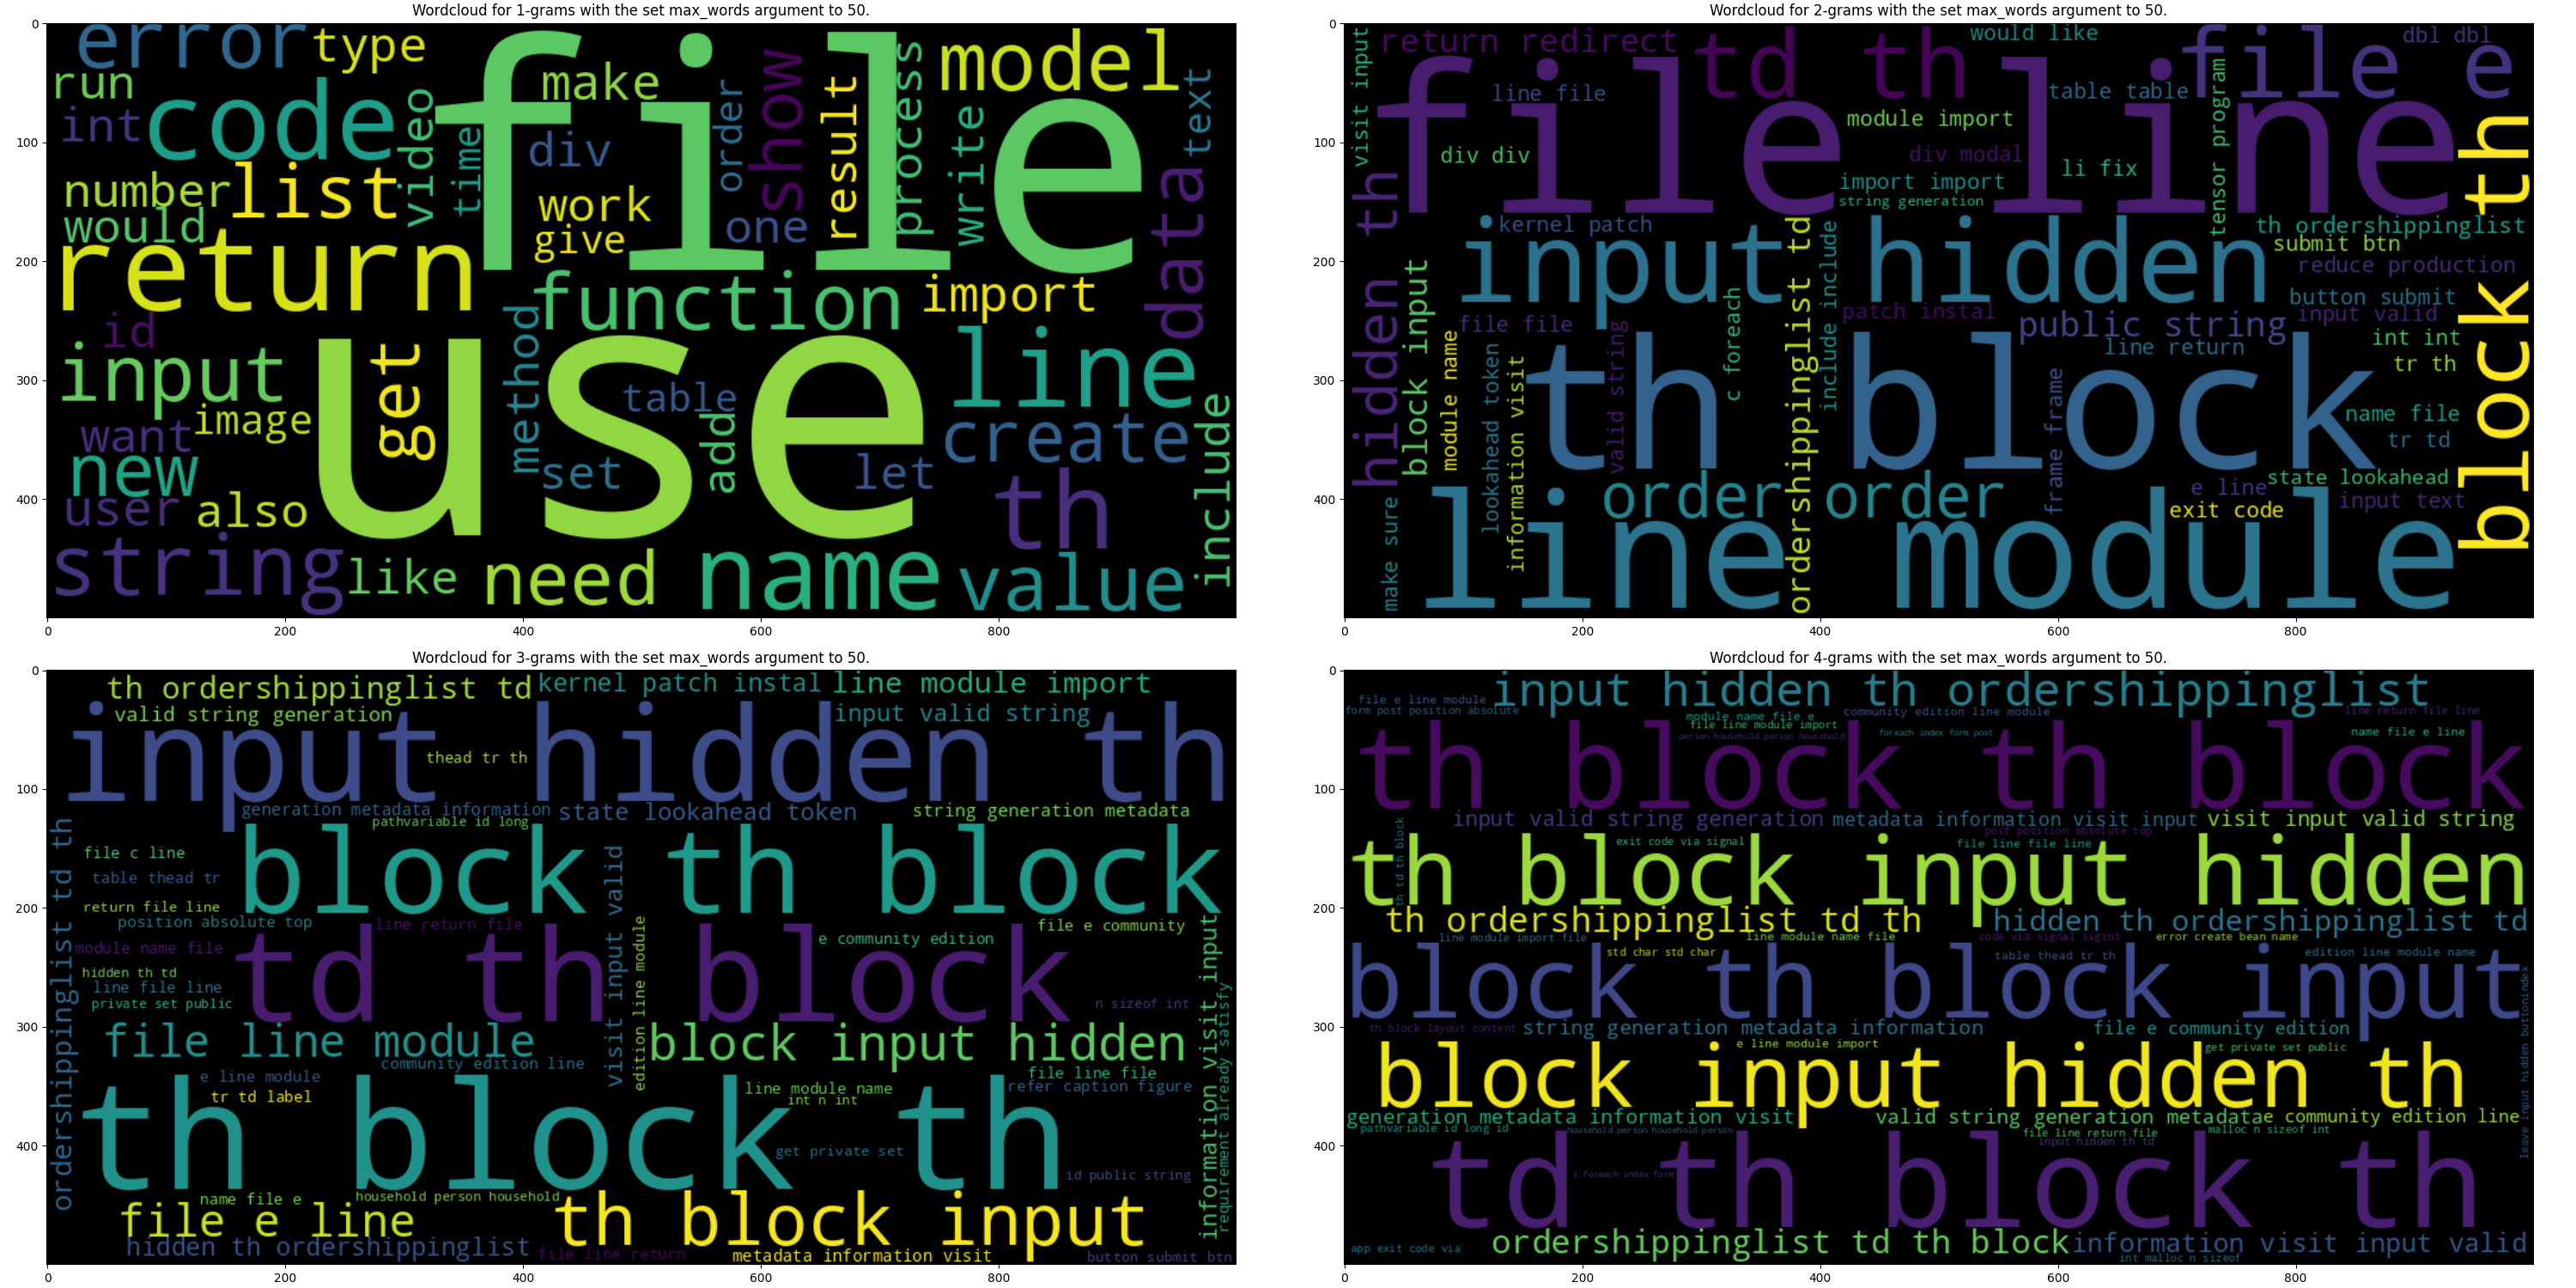 Wordcloud for 1-grams with the set max_words argument to 50.
error type
file
make
show
process
model
run
code
video
order
result
text
int
time
div
write
data
number
list
work
would
give
one
return
function
import
id
get
method
line
input
use
table
create
include
image
want
add
new
set
let
th
user
also
string
like
need
name
value
0
100
200
300
400
0 200 400 600 800
Wordcloud for 2-grams with the set max_words argument to 50.
visit input
return redirect
td th
would like
file e
dbl dbl
line file
file line
table table
tensor program
module import
div div
div modal
li fix
block th
import import
string generation
hidden th
kernel patch
input hidden
include include
th ordershippinglist
submit btn
reduce production
block input
c foreach
ordershippinglist td
button submit
patch instal
input valid
file file
public string
valid string
int int
line return
module name
lookahead token
information visit
tr th
th block
frame frame
name file
tr td
state lookahead
order order
e line
input text
make sure
exit code
line module
0
100
200
300
400
0 200 400 600 800
Wordcloud for 3-grams with the set max_words argument to 50.
th ordershippinglist td
kernel patch instal
line module import
valid string generation
input valid string
input hidden th
thead tr th
generation metadata information
state lookahead token
string generation metadata
pathvariable id long
ordershippinglist td th
file c line
block th block
table thead tr
visit input valid
return file line
position absolute top
line return file
file e community
e community edition
module name file
td th block
hidden th td
line file line
private set public
edition line module
n sizeof int
information visit input
requirement already satisfy
file line module
block input hidden
community edition line
e line module
file line file
refer caption figure
tr td label
line module name
int n int
th block th
get private set
id public string
name file e
household person household
file e line
th block input
hidden th ordershippinglist
file line return
metadata information visit
button submit btn
0
100
200
300
400
0 200 400 600 800
Wordcloud for 4-grams with the set max_words argument to 50.
file e line module
input hidden th ordershippinglist
form post position absolute
module name file e
community edition line module
line return file line
file line module import
person household person household
foreach index form post
name file e line
th block th block
input valid string generation
metadata information visit input
visit input valid string
post position absolute top
th td th block
exit code via signal
file line file line
th block input hidden
th ordershippinglist td th
hidden th ordershippinglist td
line module import file
line module name file
code via signal sigint
error create bean name
std char std char
table thead tr th
edition line module name
block th block input
th block layout content
string generation metadata information
file e community edition
leave input hidden buttonindex
e line module import
get private set public
block input hidden th
generation metadata information visit
valid string generation metadata
e community edition line
pathvariable id long id
household person household person
file line return file
malloc n sizeof int
input hidden th td
td th block th
c foreach index form
app exit code via
ordershippinglist td th block
information visit input valid
int malloc n sizeof
0
100
200
300
400
0 200 400 600 800